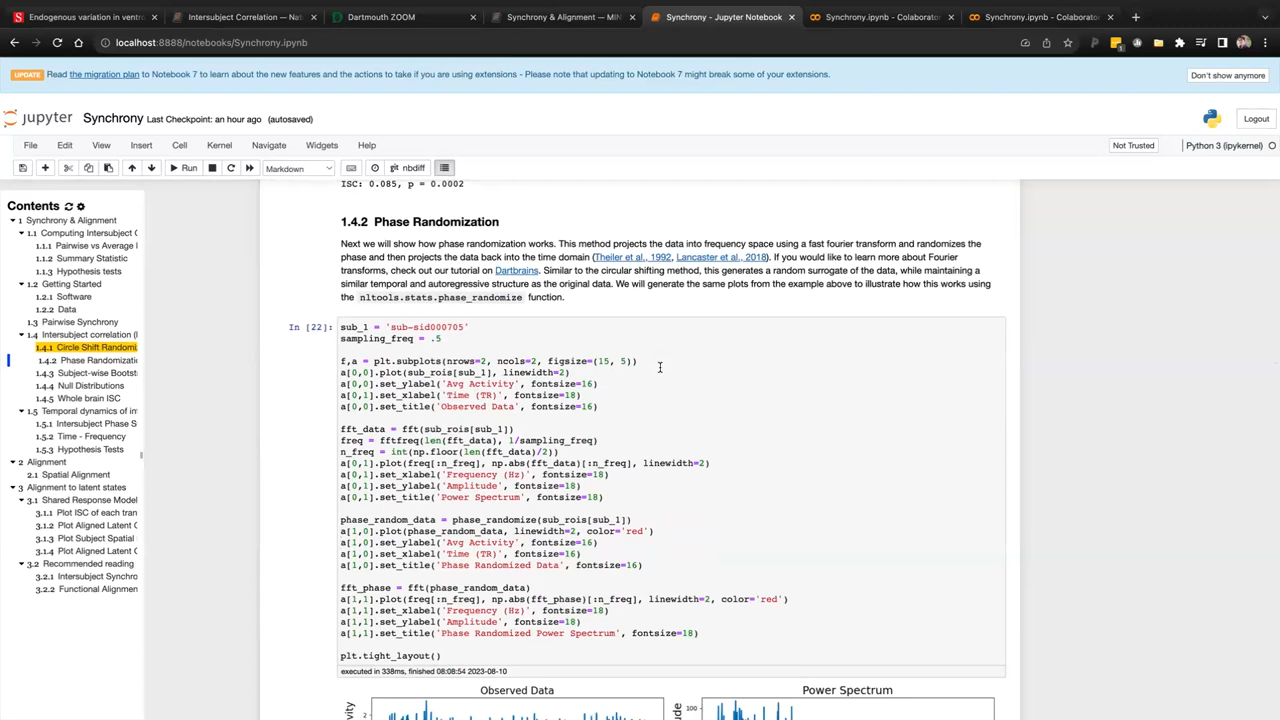 Endogenous variation in ventro
Intersubject Correlation — Nat
Dartmouth ZOOM
Synchrony & Alignment — MIN
Synchrony - Jupyter Notebook
Synchrony.ipynb - Colaborato
Synchrony.ipynb - Colaborato
localhost:8888/notebooks/Synchrony.ipynb
UPDATE Read the migration plan to Notebook 7 to learn about the new features and the actions to take if you are using extensions - Please note that updating to Notebook 7 might break some of your extensions.
Don't show anymore
jupyter Synchrony Last Checkpoint: an hour ago (autosaved)
Logout
File Edit View Insert Cell Kernel Navigate Widgets Help
Not Trusted
Python 3 (ipykernel)
Run
Markdown
nbdiff
Contents
1 Synchrony & Alignment
1.1 Computing Intersubject C
1.1.1 Pairwise vs Average I
1.1.2 Summary Statistic
1.1.3 Hypothesis tests
1.2 Getting Started
1.2.1 Software
1.2.2 Data
1.3 Pairwise Synchrony
1.4 Intersubject correlation (I
1.4.1 Circle Shift Randomi
1.4.2 Phase Randomizatio
1.4.3 Subject-wise Bootst
1.4.4 Null Distributions
1.4.5 Whole brain ISC
1.5 Temporal dynamics of int
1.5.1 Intersubject Phase S
1.5.2 Time - Frequency
1.5.3 Hypothesis Tests
2 Alignment
2.1 Spatial Alignment
3 Alignment to latent states
3.1 Shared Response Model
3.1.1 Plot ISC of each tran
3.1.2 Plot Aligned Latent C
3.1.3 Plot Subject Spatial
3.1.4 Plot Aligned Latent C
3.2 Recommended reading
3.2.1 Intersubject Synchro
3.2.2 Functional Alignmen
ISC: 0.085, p = 0.0002
1.4.2 Phase Randomization
Next we will show how phase randomization works. This method projects the data into frequency space using a fast fourier transform and randomizes the
phase and then projects the data back into the time domain (Theiler et al., 1992, Lancaster et al., 2018). If you would like to learn more about Fourier
transforms, check out our tutorial on Dartbrains. Similar to the circular shifting method, this generates a random surrogate of the data, while maintaining a
similar temporal and autoregressive structure as the original data. We will generate the same plots from the example above to illustrate how this works using
the nltools.stats.phase_randomize function.
In [22]:
sub_1 = 'sub-sid000705'
sampling_freq = .5
f,a = plt.subplots(nrows=2, ncols=2, figsize=(15, 5))
a[0,0].plot(sub_rois[sub_1], linewidth=2)
a[0,0].set_ylabel('Avg Activity', fontsize=16)
a[0,1].set_xlabel('Time (TR)', fontsize=18)
a[0,0].set_title('Observed Data', fontsize=16)
fft_data = fft(sub_rois[sub_1])
freq = fftfreq(len(fft_data), 1/sampling_freq)
n_freq = int(np.floor(len(fft_data)/2))
a[0,1].plot(freq[:n_freq], np.abs(fft_data)[:n_freq], linewidth=2)
a[0,1].set_xlabel('Frequency (Hz)', fontsize=18)
a[0,1].set_ylabel('Amplitude', fontsize=18)
a[0,1].set_title('Power Spectrum', fontsize=18)
phase_random_data = phase_randomize(sub_rois[sub_1])
a[1,0].plot(phase_random_data, linewidth=2, color='red')
a[1,0].set_ylabel('Avg Activity', fontsize=16)
a[1,0].set_xlabel('Time (TR)', fontsize=16)
a[1,0].set_title('Phase Randomized Data', fontsize=16)
fft_phase = fft(phase_random_data)
a[1,1].plot(freq[:n_freq], np.abs(fft_phase)[:n_freq], linewidth=2, color='red')
a[1,1].set_xlabel('Frequency (Hz)', fontsize=18)
a[1,1].set_ylabel('Amplitude', fontsize=18)
a[1,1].set_title('Phase Randomized Power Spectrum', fontsize=18)
plt.tight_layout()
executed in 338ms, finished 08:08:54 2023-08-10
Observed Data
Power Spectrum
2
100